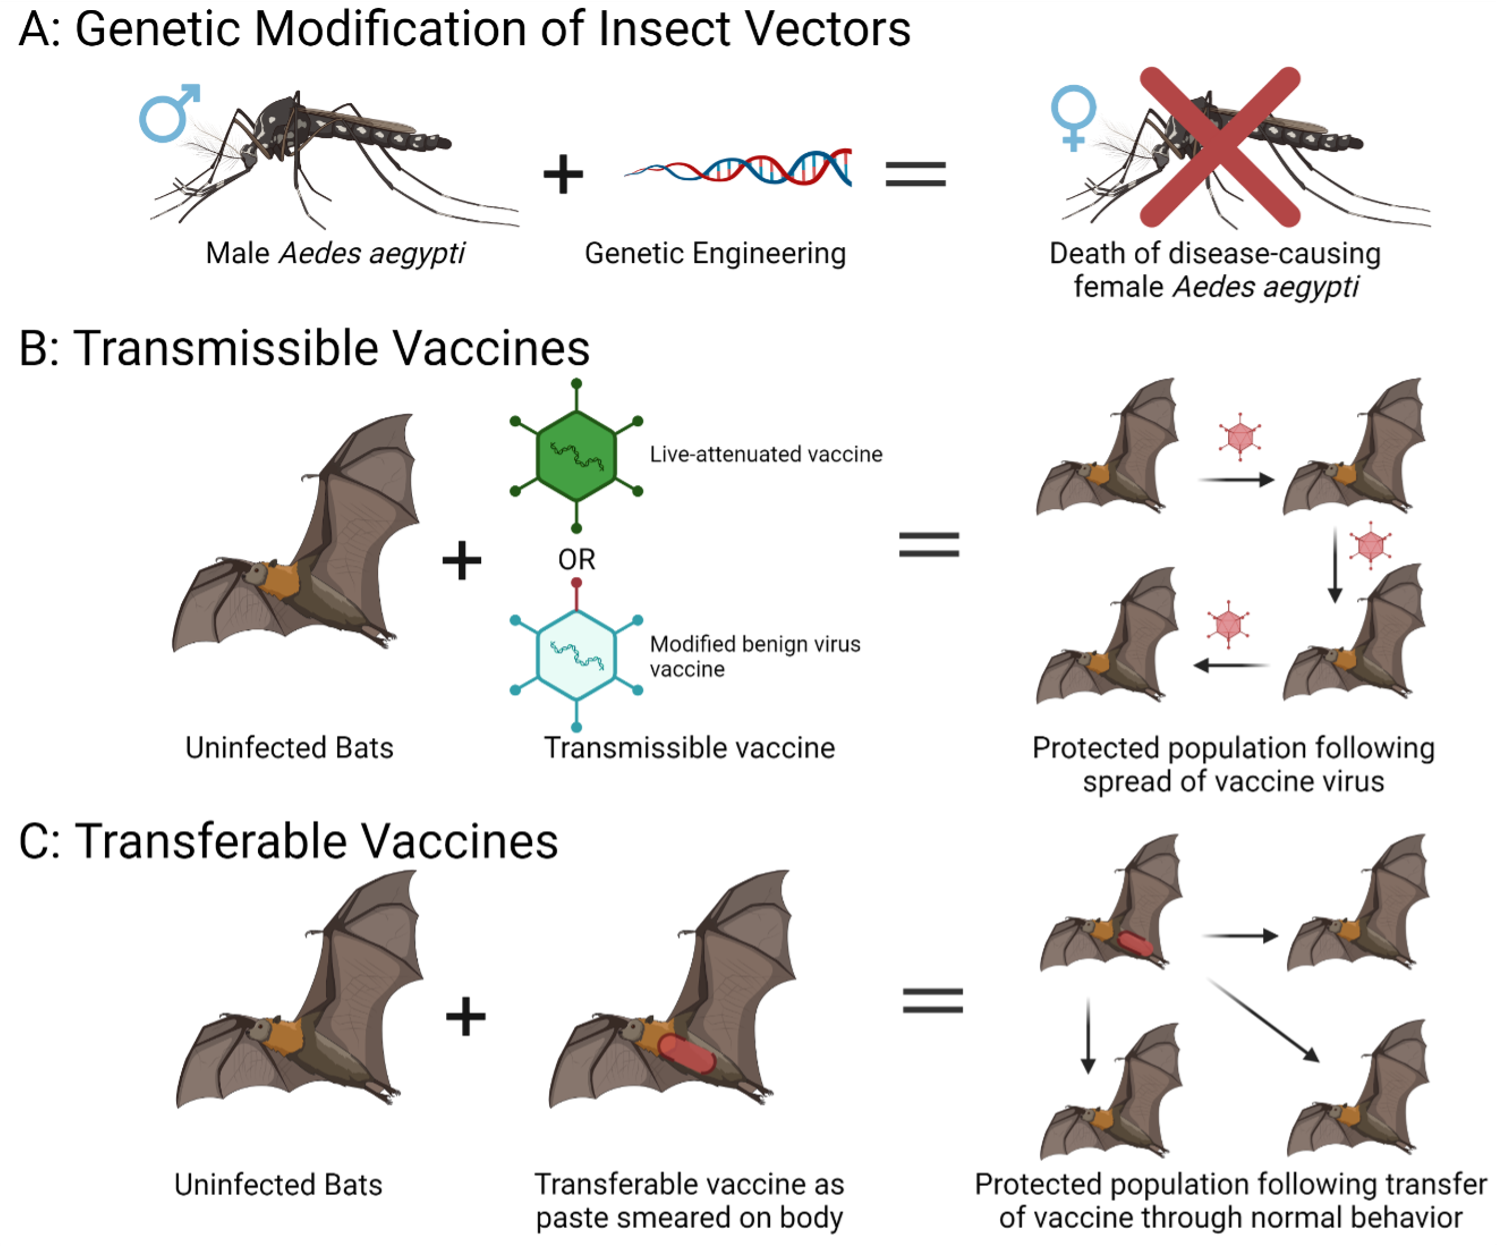 A: Genetic Modification of Insect Vectors
Male Aedes aegypti
Genetic Engineering
Death of disease-causing
female Aedes aegypti
B: Transmissible Vaccines
Live-attenuated vaccine
OR
Modified benign virus
vaccine
Uninfected Bats
Transmissible vaccine
Protected population following
spread of vaccine virus
C: Transferable Vaccines
Uninfected Bats
Transferable vaccine as
paste smeared on body
Protected population following transfer
of vaccine through normal behavior